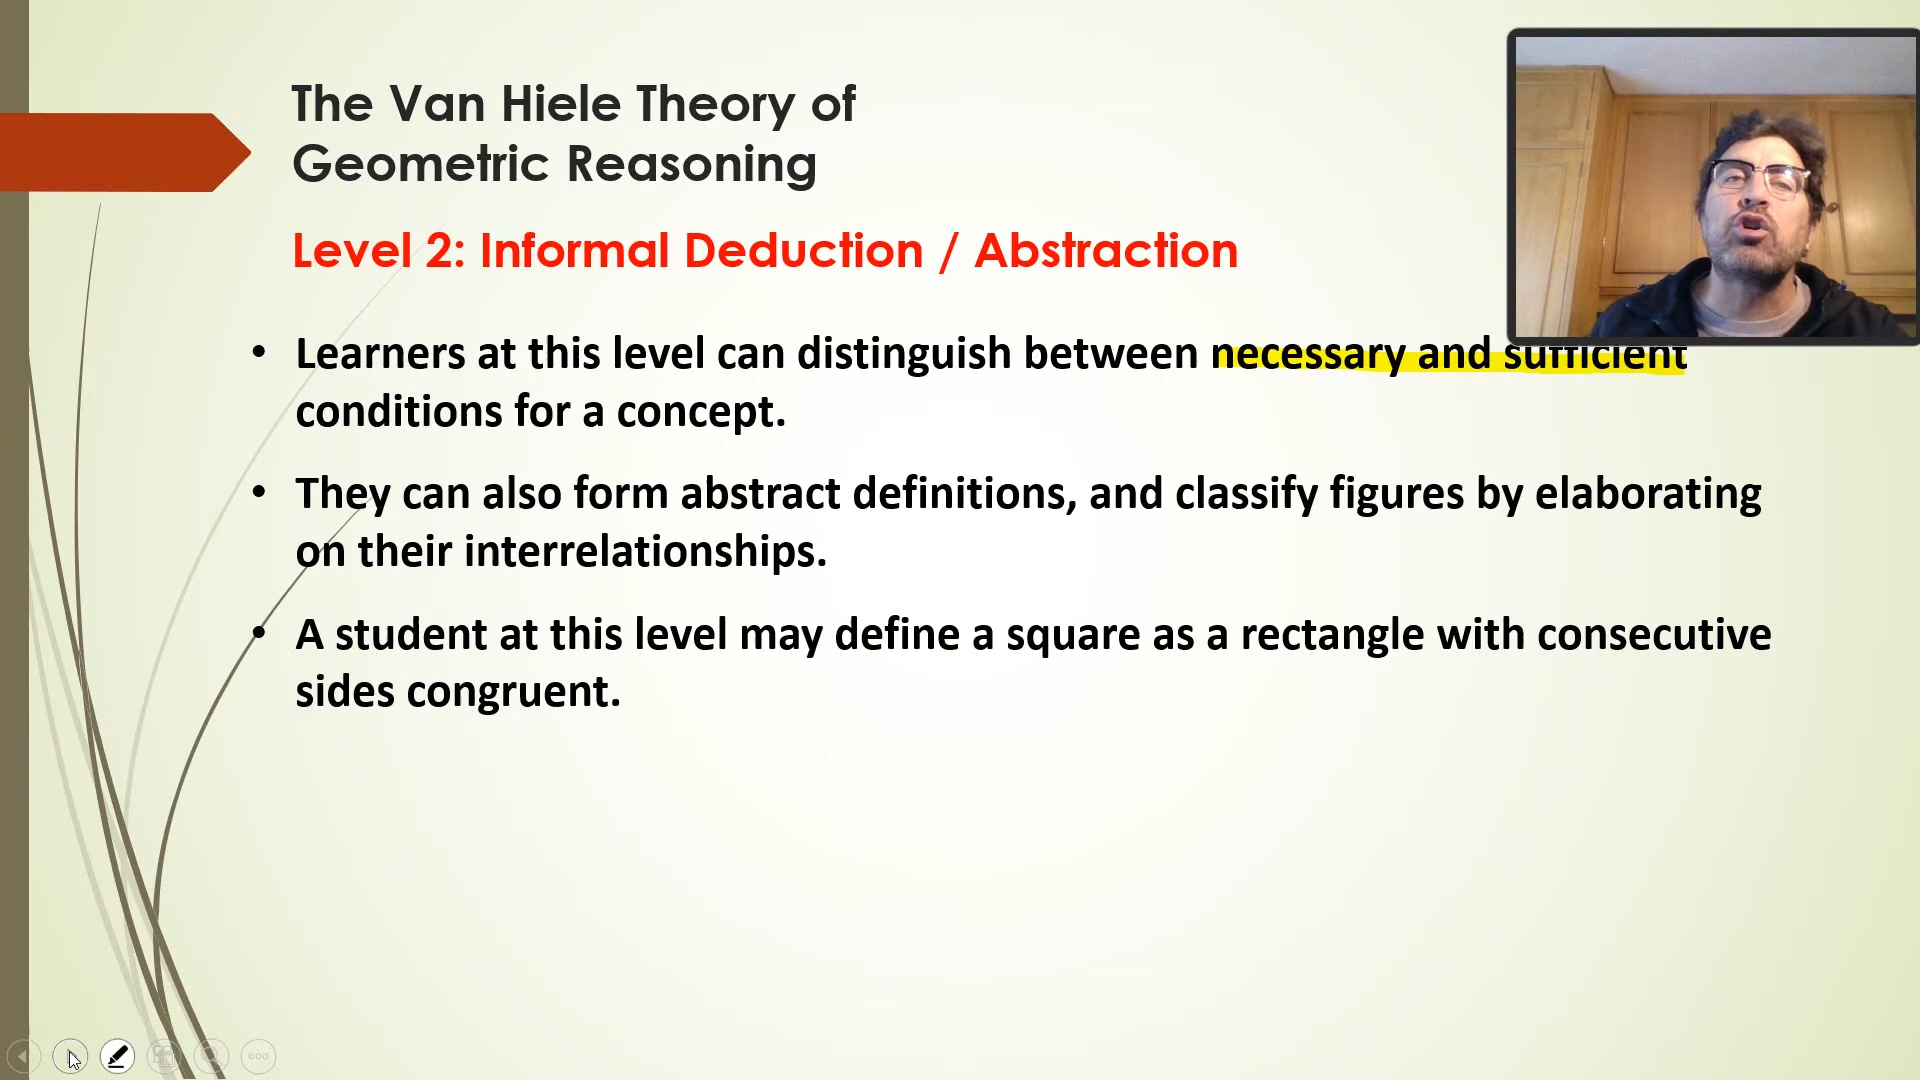 The Van Hiele Theory of
Geometric Reasoning
Level 2: Informal Deduction / Abstraction
• Learners at this level can distinguish between necessary and sufficient
conditions for a concept.
• They can also form abstract definitions, and classify figures by elaborating
on their interrelationships.
• A student at this level may define a square as a rectangle with consecutive
sides congruent.